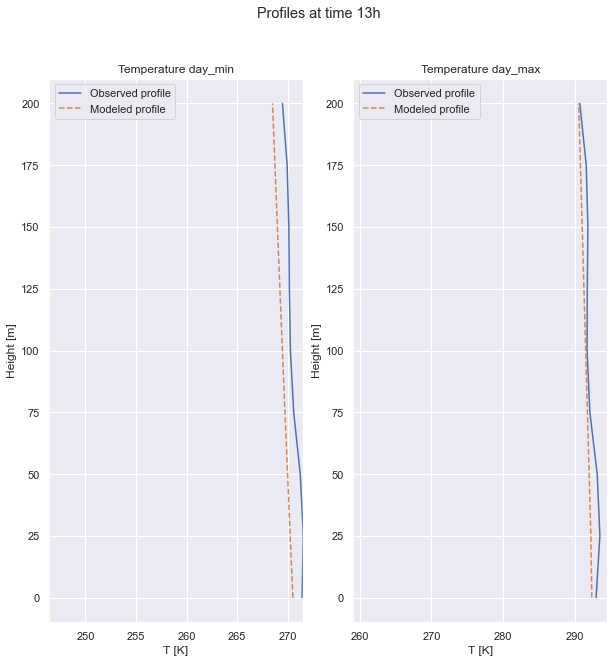 Profiles at time 13h
Temperature day_min
Observed profile
Modeled profile
200
175
150
125
100
75
50
25
0
Height [m]
250
255
260
265
270
T [K]
Temperature day_max
Observed profile
Modeled profile
200
175
150
125
100
75
50
25
0
Height [m]
260
270
280
290
T [K]